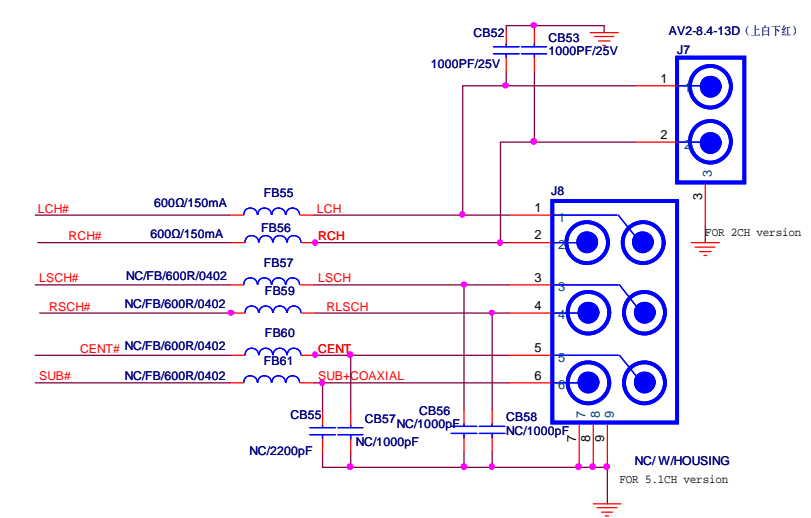 AV2-8.4-13D（上白下红）
CB52
CB53
J7
1000PF/25V
1000PF/25V
1
1
2
2
3
3
FOR 2CH version
J8
FB55
600Ω/150mA
LCH#
LCH
1
1
FB56
600Ω/150mA
RCH#
RCH
2
2
FB57
LSCH#
NC/FB/600R/0402
LSCH
3
3
FB59
RSCH#
NC/FB/600R/0402
RLSCH
4
4
FB60
CENT#
NC/FB/600R/0402
CENT
5
5
FB61
SUB#
NC/FB/600R/0402
SUB+COAXIAL
6
6
7
8
9
7
8
9
CB55
CB57
CB56
CB58
NC/2200pF
NC/1000pF
NC/1000pF
NC/1000pF
NC/ W/HOUSING
FOR 5.1CH version